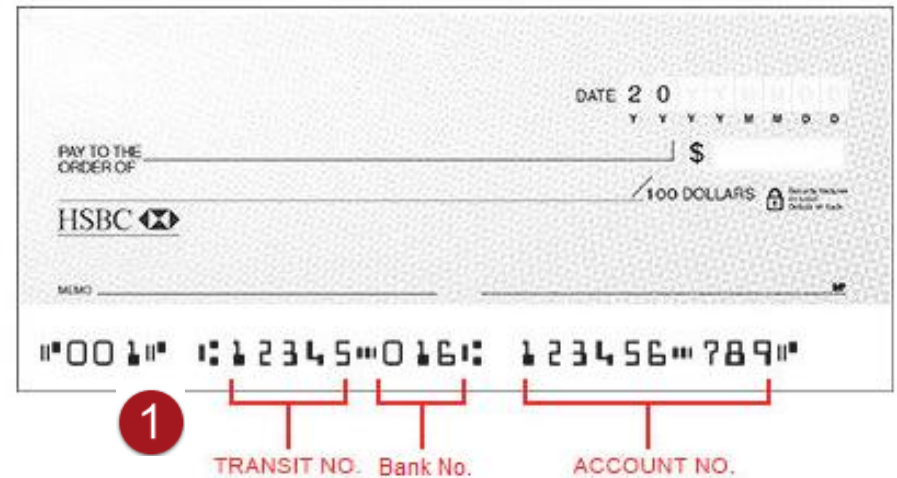 DATE 2 0 Y Y M M D D
Y Y Y Y M M D D
PAY TO THE
ORDER OF
$
/100 DOLLARS
HSBC
MEMO
MP
⑈001⑈ ⑆12345⑉016⑆ 123456⑉789⑈
1
TRANSIT NO. Bank No. ACCOUNT NO.